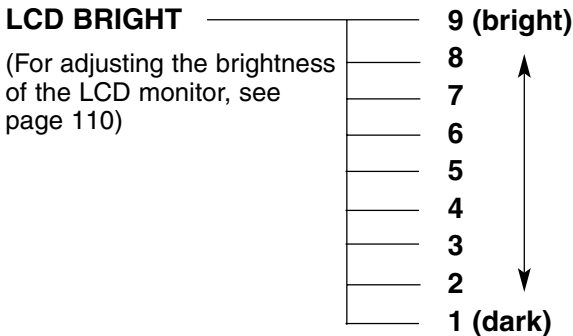 LCD BRIGHT
(For adjusting the brightness
of the LCD monitor, see
page 110)
9 (bright)
8
7
6
5
4
3
2
1 (dark)